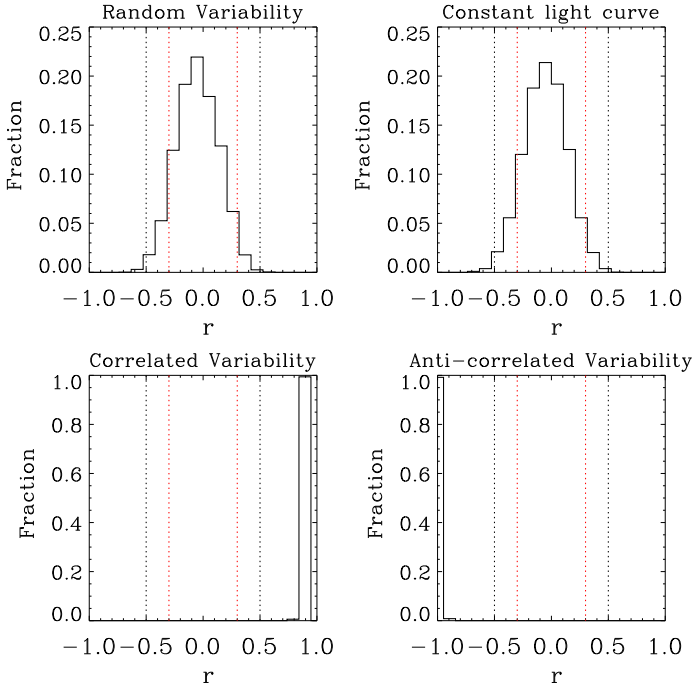 Random Variability
Constant light curve
0.25
0.20
0.15
0.10
0.05
0.00
Fraction
−1.0 −0.5 0.0 0.5 1.0
r
0.25
0.20
0.15
0.10
0.05
0.00
Fraction
−1.0 −0.5 0.0 0.5 1.0
r
Correlated Variability
Anti−correlated Variability
1.0
0.8
0.6
0.4
0.2
0.0
Fraction
−1.0 −0.5 0.0 0.5 1.0
r
1.0
0.8
0.6
0.4
0.2
0.0
Fraction
−1.0 −0.5 0.0 0.5 1.0
r